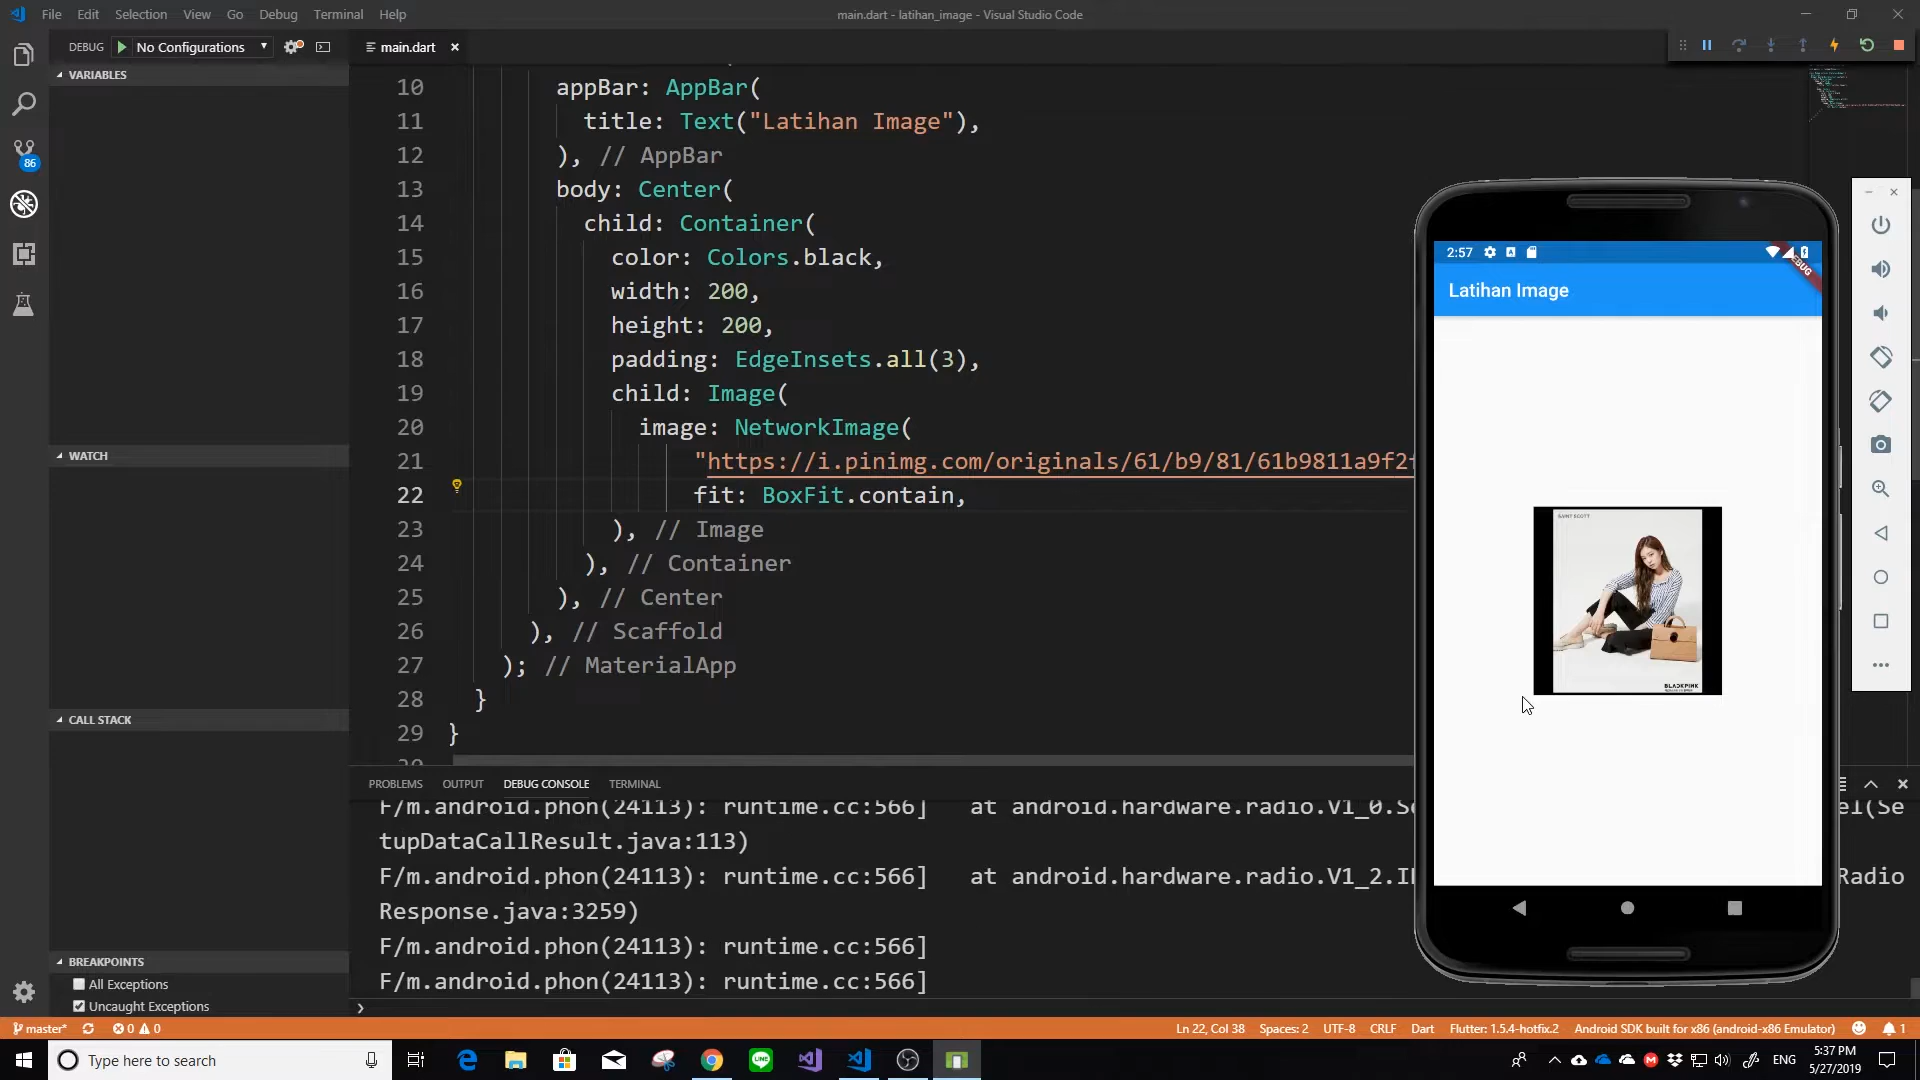 File Edit Selection View Go Debug Terminal Help
main.dart - latihan_image - Visual Studio Code
DEBUG No Configurations
main.dart
VARIABLES
86
WATCH
CALL STACK
BREAKPOINTS
All Exceptions
Uncaught Exceptions
10 appBar: AppBar(
11 title: Text("Latihan Image"),
12 ), // AppBar
13 body: Center(
14 child: Container(
15 color: Colors.black,
16 width: 200,
17 height: 200,
18 padding: EdgeInsets.all(3),
19 child: Image(
20 image: NetworkImage(
21 "https://i.pinimg.com/originals/61/b9/81/61b9811a9f2
22 fit: BoxFit.contain,
23 ), // Image
24 ), // Container
25 ), // Center
26 ), // Scaffold
27 ); // MaterialApp
28 }
29 }
PROBLEMS OUTPUT DEBUG CONSOLE TERMINAL
F/m.android.phon(24113): runtime.cc:566] at android.hardware.radio.V1_0.S el(Se
tupDataCallResult.java:113)
F/m.android.phon(24113): runtime.cc:566] at android.hardware.radio.V1_2.I Radio
Response.java:3259)
F/m.android.phon(24113): runtime.cc:566]
F/m.android.phon(24113): runtime.cc:566]
2:57
Latihan Image
SAINT SCOTT
BLACKPINK
master* 0 0
Ln 22, Col 38 Spaces: 2 UTF-8 CRLF Dart Flutter: 1.5.4-hotfix.2 Android SDK built for x86 (android-x86 Emulator) 1
Type here to search
ENG
5:37 PM
5/27/2019